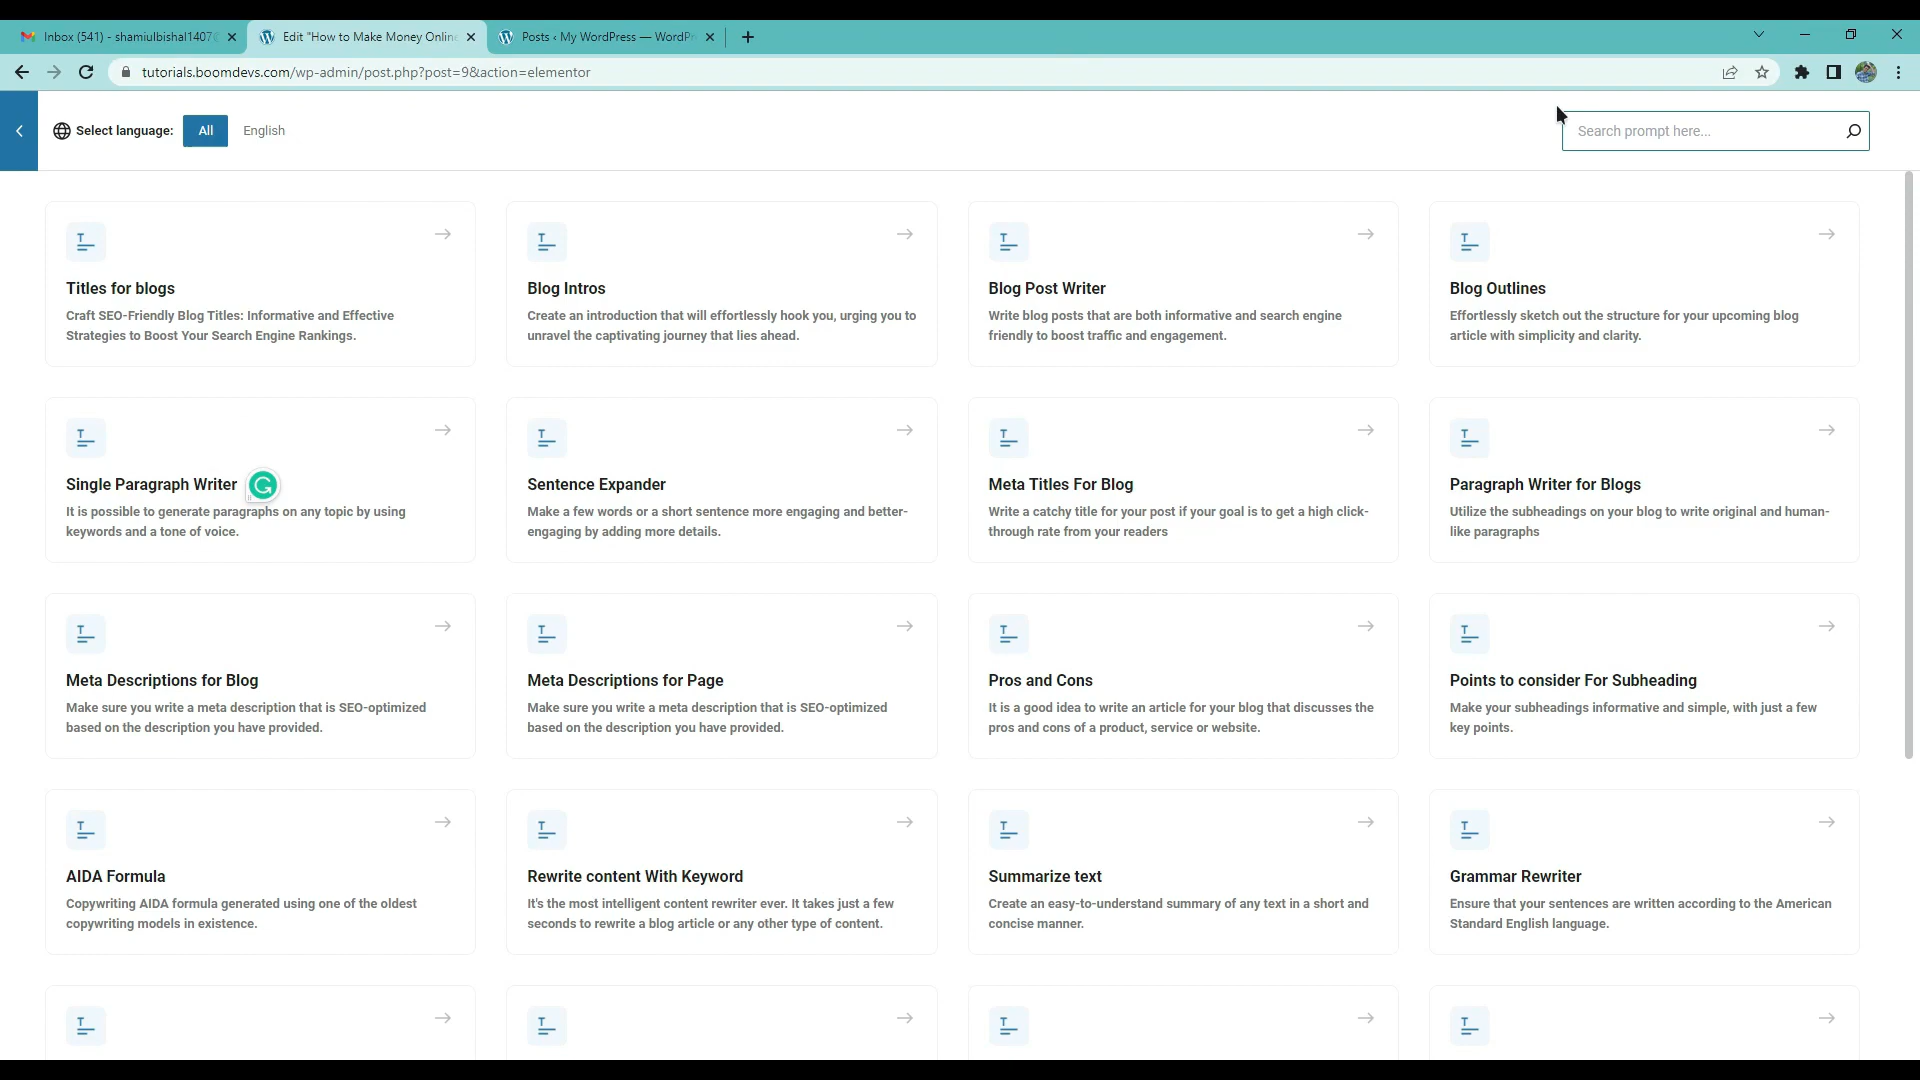 Inbox (541) - shamiulbishal1407@
Edit "How to Make Money Online
Posts ‹ My WordPress — WordPr
tutorials.boomdevs.com/wp-admin/post.php?post=9&action=elementor
Select language: All English
Search prompt here...
Titles for blogs
Craft SEO-Friendly Blog Titles: Informative and Effective
Strategies to Boost Your Search Engine Rankings.
Blog Intros
Create an introduction that will effortlessly hook you, urging you to
unravel the captivating journey that lies ahead.
Blog Post Writer
Write blog posts that are both informative and search engine
friendly to boost traffic and engagement.
Blog Outlines
Effortlessly sketch out the structure for your upcoming blog
article with simplicity and clarity.
Single Paragraph Writer
It is possible to generate paragraphs on any topic by using
keywords and a tone of voice.
Sentence Expander
Make a few words or a short sentence more engaging and better-
engaging by adding more details.
Meta Titles For Blog
Write a catchy title for your post if your goal is to get a high click-
through rate from your readers
Paragraph Writer for Blogs
Utilize the subheadings on your blog to write original and human-
like paragraphs
Meta Descriptions for Blog
Make sure you write a meta description that is SEO-optimized
based on the description you have provided.
Meta Descriptions for Page
Make sure you write a meta description that is SEO-optimized
based on the description you have provided.
Pros and Cons
It is a good idea to write an article for your blog that discusses the
pros and cons of a product, service or website.
Points to consider For Subheading
Make your subheadings informative and simple, with just a few
key points.
AIDA Formula
Copywriting AIDA formula generated using one of the oldest
copywriting models in existence.
Rewrite content With Keyword
It's the most intelligent content rewriter ever. It takes just a few
seconds to rewrite a blog article or any other type of content.
Summarize text
Create an easy-to-understand summary of any text in a short and
concise manner.
Grammar Rewriter
Ensure that your sentences are written according to the American
Standard English language.